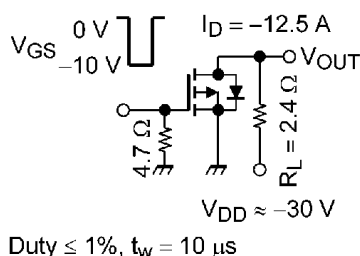 0 V
V_GS
−10 V
I_D = −12.5 A
V_OUT
4.7 Ω
R_L = 2.4 Ω
V_DD ≈ −30 V
Duty ≤ 1%, t_w = 10 μs